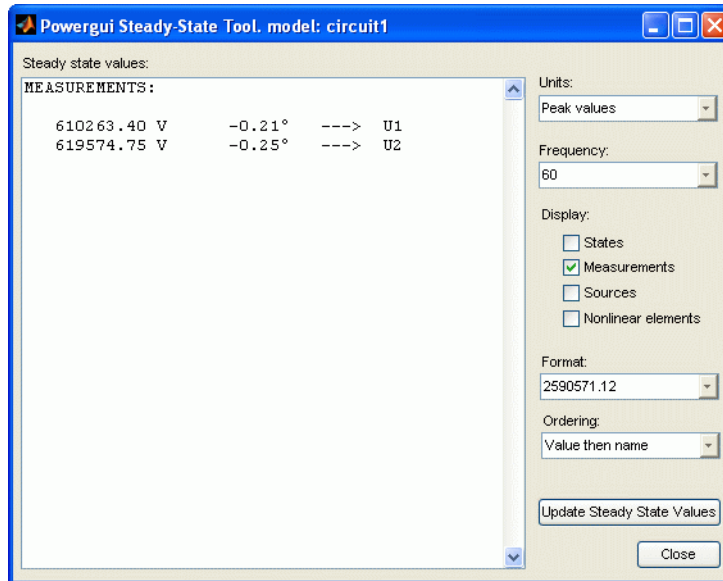 Powergui Steady-State Tool. model: circuit1
Steady state values:
MEASUREMENTS:
610263.40 V -0.21° ---> U1
619574.75 V -0.25° ---> U2
Units:
Peak values
Frequency:
60
Display:
States
Measurements
Sources
Nonlinear elements
Format:
2590571.12
Ordering:
Value then name
Update Steady State Values
Close